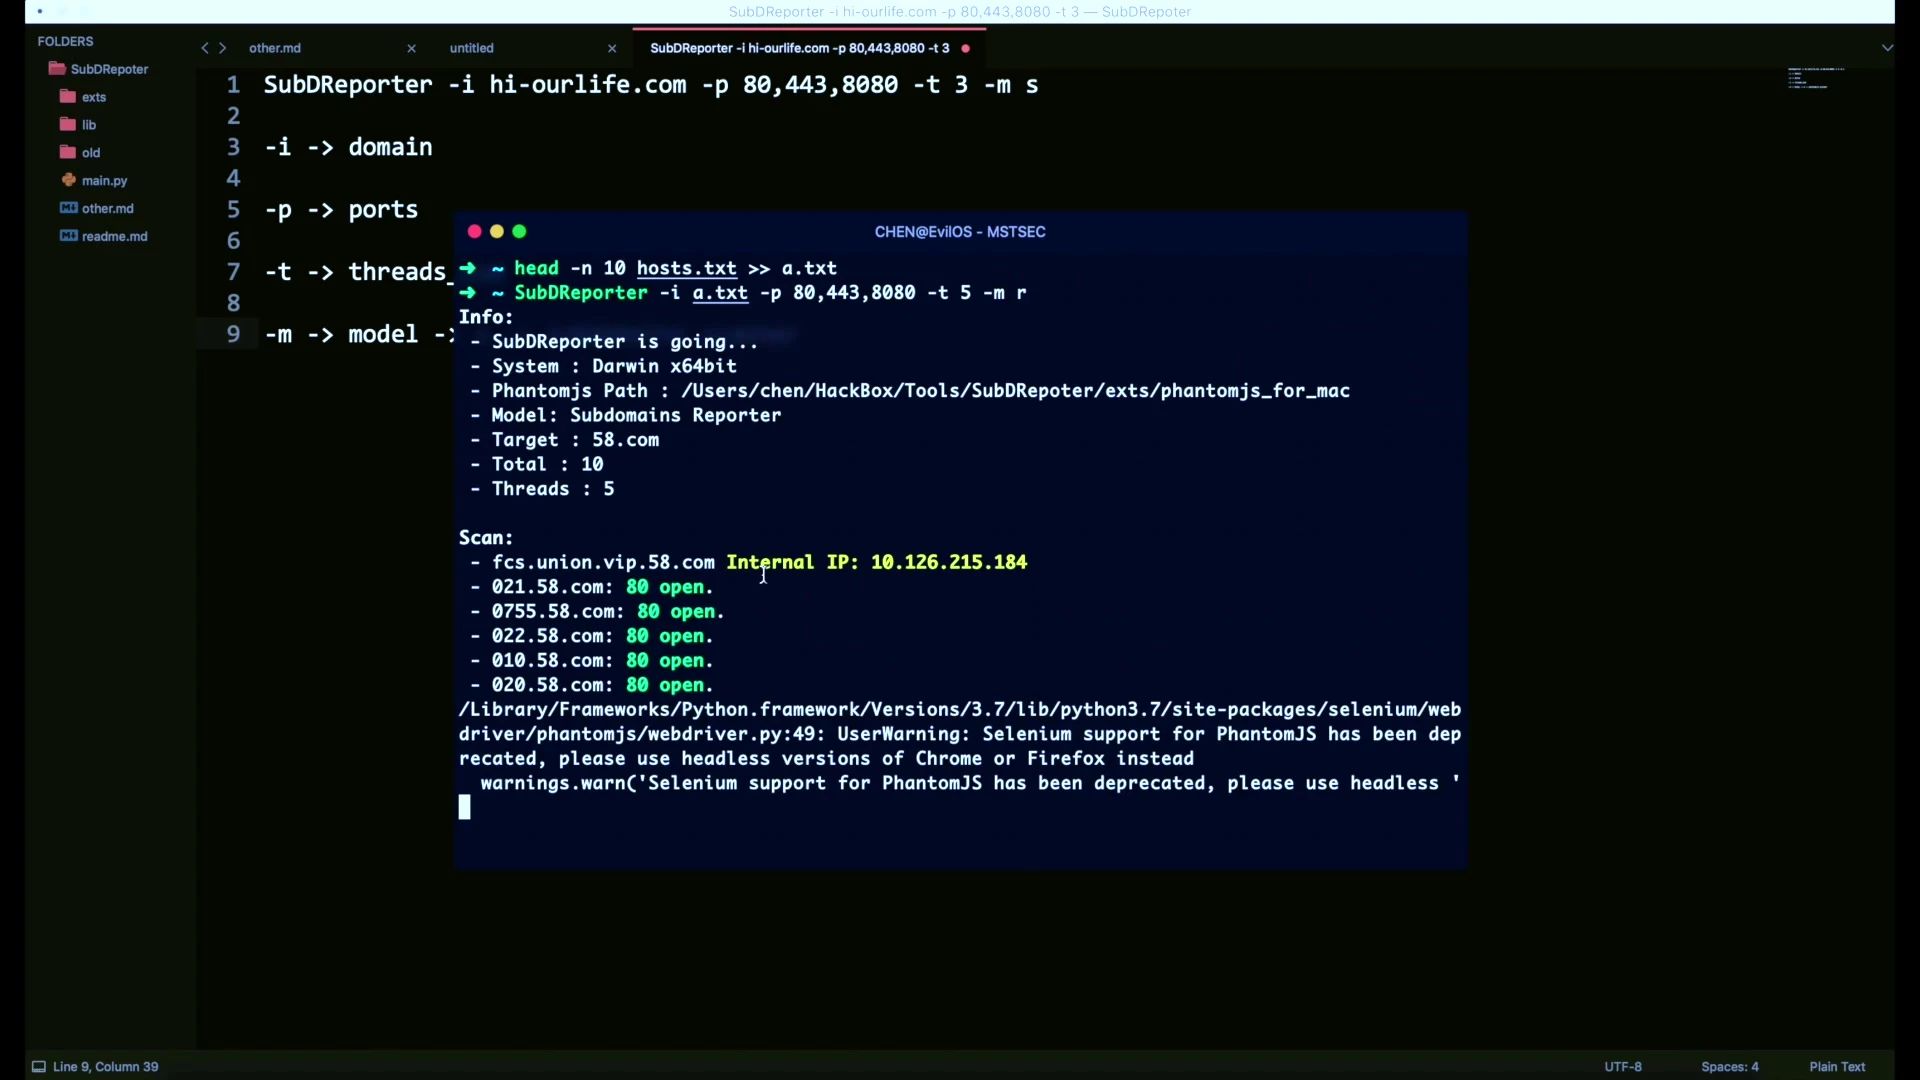 SubDReporter -i hi-ourlife.com -p 80,443,8080 -t 3 — SubDRepoter
FOLDERS
SubDRepoter
exts
lib
old
main.py
other.md
readme.md
other.md
untitled
SubDReporter -i hi-ourlife.com -p 80,443,8080 -t 3
1 SubDReporter -i hi-ourlife.com -p 80,443,8080 -t 3 -m s
2
3 -i -> domain
4
5 -p -> ports
6
7 -t -> threads_
8
9 -m -> model ->
CHEN@EvilOS - MSTSEC
➜ ~ head -n 10 hosts.txt >> a.txt
➜ ~ SubDReporter -i a.txt -p 80,443,8080 -t 5 -m r
Info:
- SubDReporter is going...
- System : Darwin x64bit
- Phantomjs Path : /Users/chen/HackBox/Tools/SubDRepoter/exts/phantomjs_for_mac
- Model: Subdomains Reporter
- Target : 58.com
- Total : 10
- Threads : 5
Scan:
- fcs.union.vip.58.com Internal IP: 10.126.215.184
- 021.58.com: 80 open.
- 0755.58.com: 80 open.
- 022.58.com: 80 open.
- 010.58.com: 80 open.
- 020.58.com: 80 open.
/Library/Frameworks/Python.framework/Versions/3.7/lib/python3.7/site-packages/selenium/web
driver/phantomjs/webdriver.py:49: UserWarning: Selenium support for PhantomJS has been dep
recated, please use headless versions of Chrome or Firefox instead
warnings.warn('Selenium support for PhantomJS has been deprecated, please use headless '
Line 9, Column 39
UTF-8
Spaces: 4
Plain Text